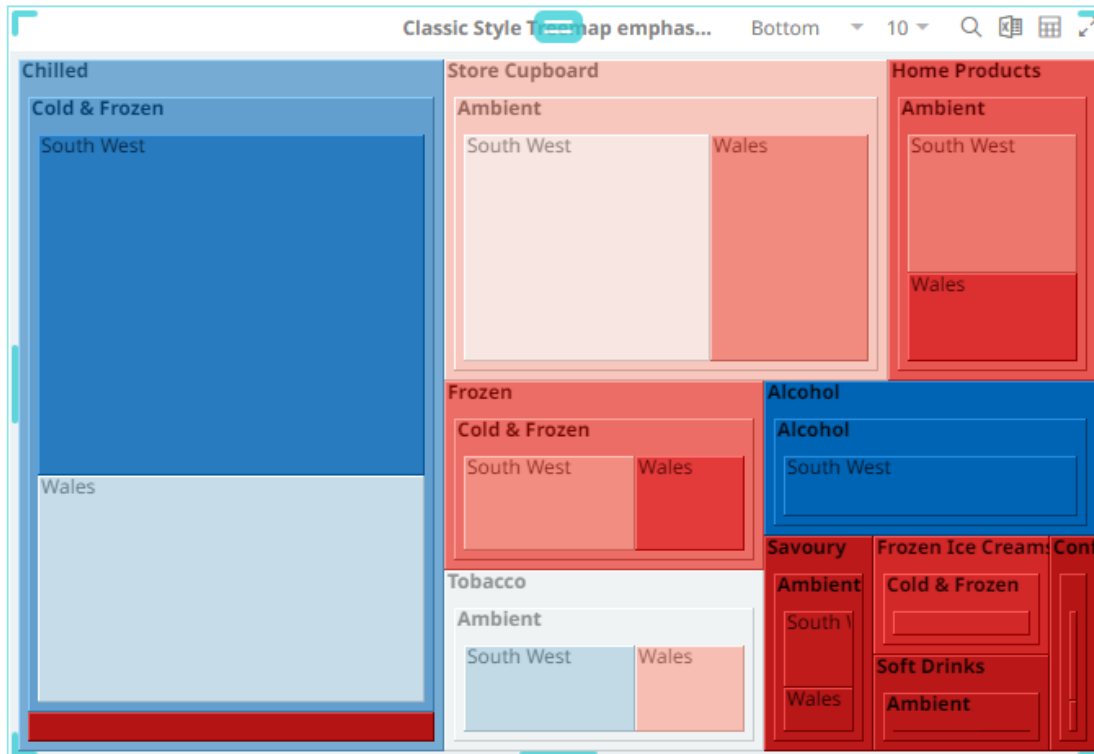 Classic Style Treemap emphas... Bottom 10
Chilled
Cold & Frozen
South West
Wales
Store Cupboard
Ambient
South West
Wales
Home Products
Ambient
South West
Wales
Frozen
Cold & Frozen
South West
Wales
Alcohol
Alcohol
South West
Tobacco
Ambient
South West
Wales
Savoury
Ambient
South
Wales
Frozen Ice Creams
Cold & Frozen
Soft Drinks
Ambient